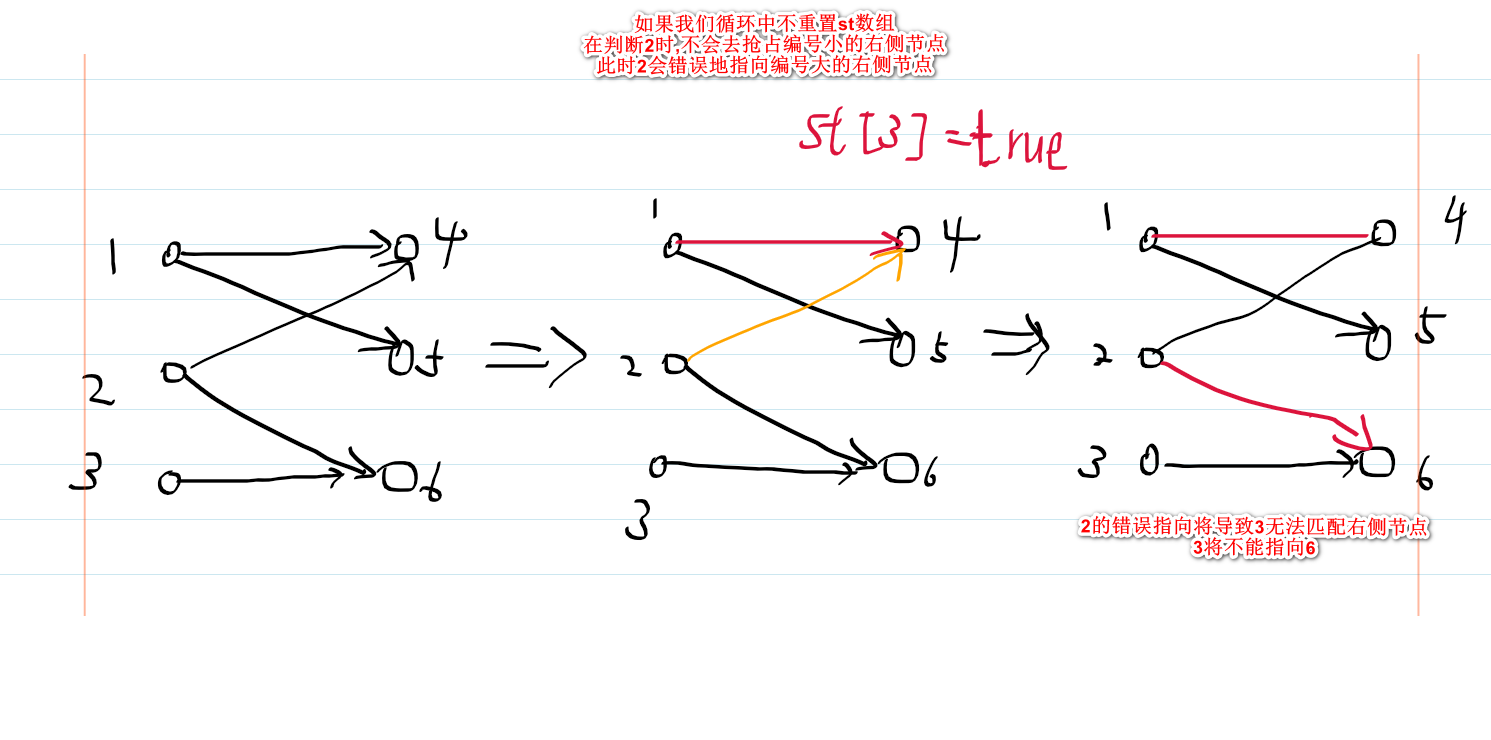 如果我们循环中不重置st数组
在判断2时,不会去抢占编号小的右侧节点
此时2会错误地指向编号大的右侧节点
st[3]=true
1 4 1 4 1 4
5 5 5
2 2 2
3 6 3 6 3 6
2的错误指向将导致3无法匹配右侧节点
3将不能指向6